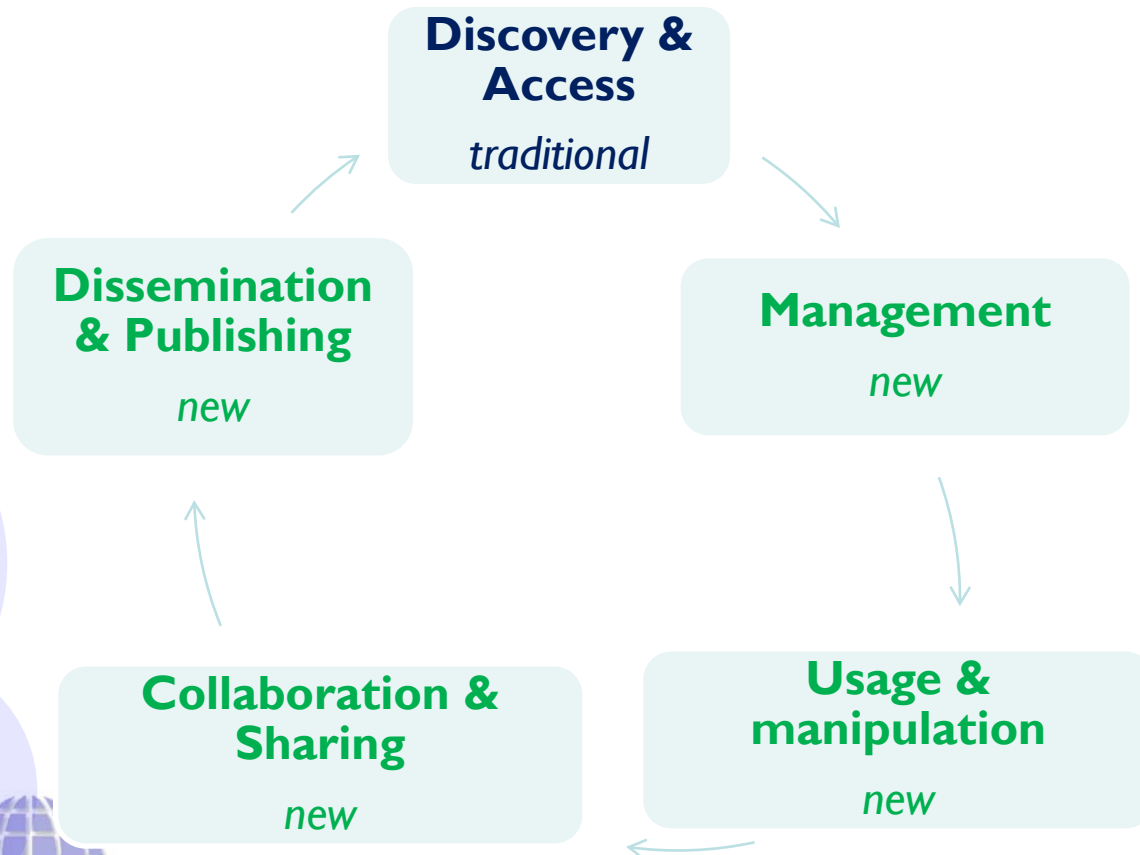 Discovery &
Access
traditional
Management
new
Usage &
manipulation
new
Collaboration &
Sharing
new
Dissemination
& Publishing
new